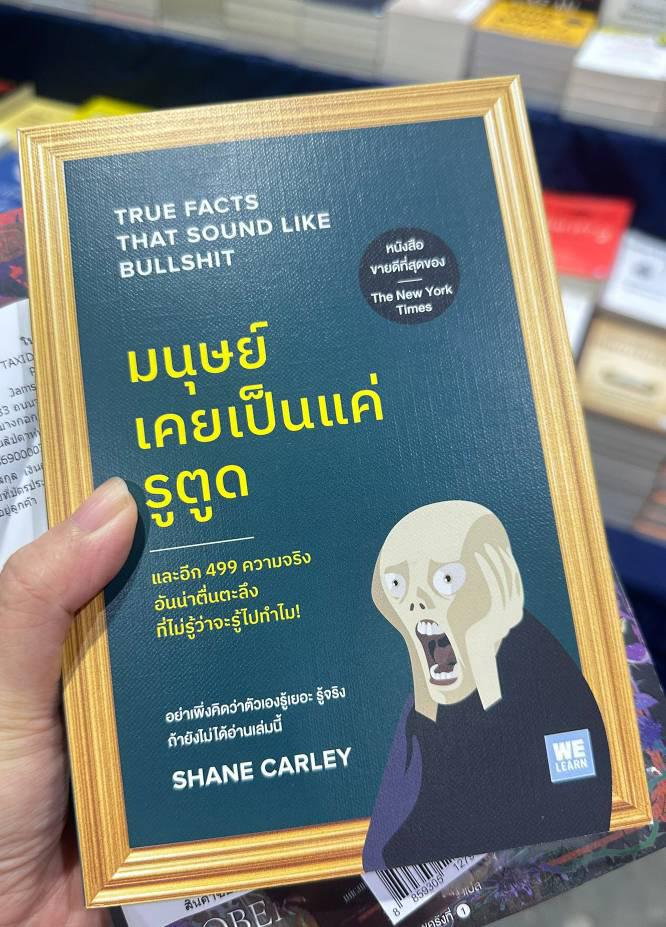 TRUE FACTS
THAT SOUND LIKE
BULLSHIT
หนังสือ
ขายดีที่สุดของ
The New York
Times
มนุษย์
เคยเป็นแค่
รูตูด
และอีก 499 ความจริง
อันน่าตื่นตะลึง
ที่ไม่รู้ว่าจะรู้ไปทำไม!
อย่าเพิ่งคิดว่าตัวเองรู้เยอะ รู้จริง
ถ้ายังไม่ได้อ่านเล่มนี้
SHANE CARLEY
WE
LEARN
TAXID